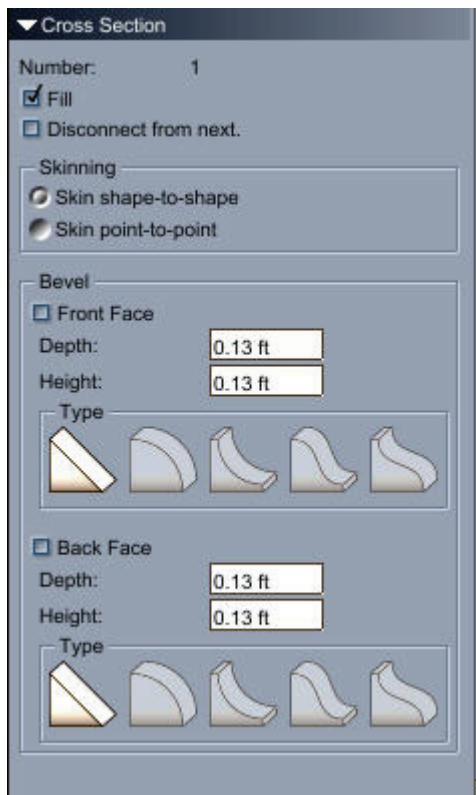 Cross Section
Number: 1
Fill
Disconnect from next.
Skinning
Skin shape-to-shape
Skin point-to-point
Bevel
Front Face
Depth: 0.13 ft
Height: 0.13 ft
Type
Back Face
Depth: 0.13 ft
Height: 0.13 ft
Type